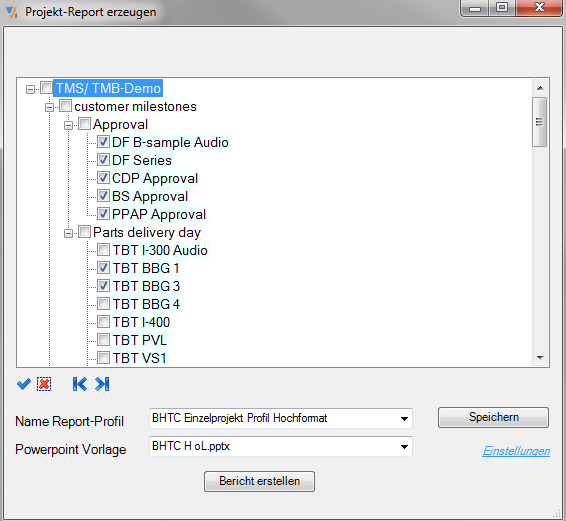 Projekt-Report erzeugen
TMS/ TMB-Demo
customer milestones
Approval
DF B-sample Audio
DF Series
CDP Approval
BS Approval
PPAP Approval
Parts delivery day
TBT I-300 Audio
TBT BBG 1
TBT BBG 3
TBT BBG 4
TBT I-400
TBT PVL
TBT VS1
Name Report-Profil
BHTC Einzelprojekt Profil Hochformat
Speichern
Powerpoint Vorlage
BHTC H oL.pptx
Einstellungen
Bericht erstellen